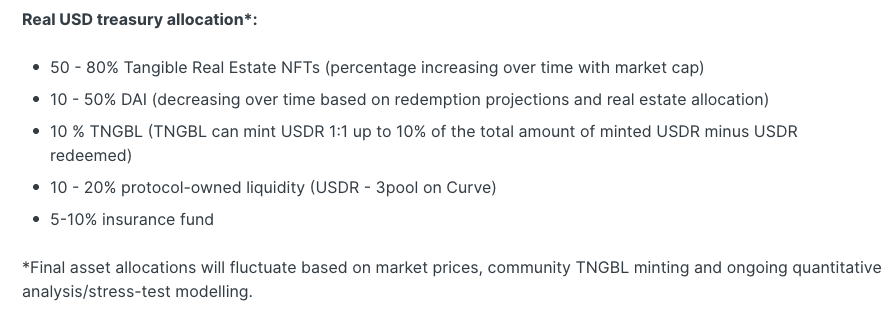 Real USD treasury allocation*:
• 50 - 80% Tangible Real Estate NFTs (percentage increasing over time with market cap)
• 10 - 50% DAI (decreasing over time based on redemption projections and real estate allocation)
• 10 % TNGBL (TNGBL can mint USDR 1:1 up to 10% of the total amount of minted USDR minus USDR
redeemed)
• 10 - 20% protocol-owned liquidity (USDR - 3pool on Curve)
• 5-10% insurance fund
*Final asset allocations will fluctuate based on market prices, community TNGBL minting and ongoing quantitative
analysis/stress-test modelling.